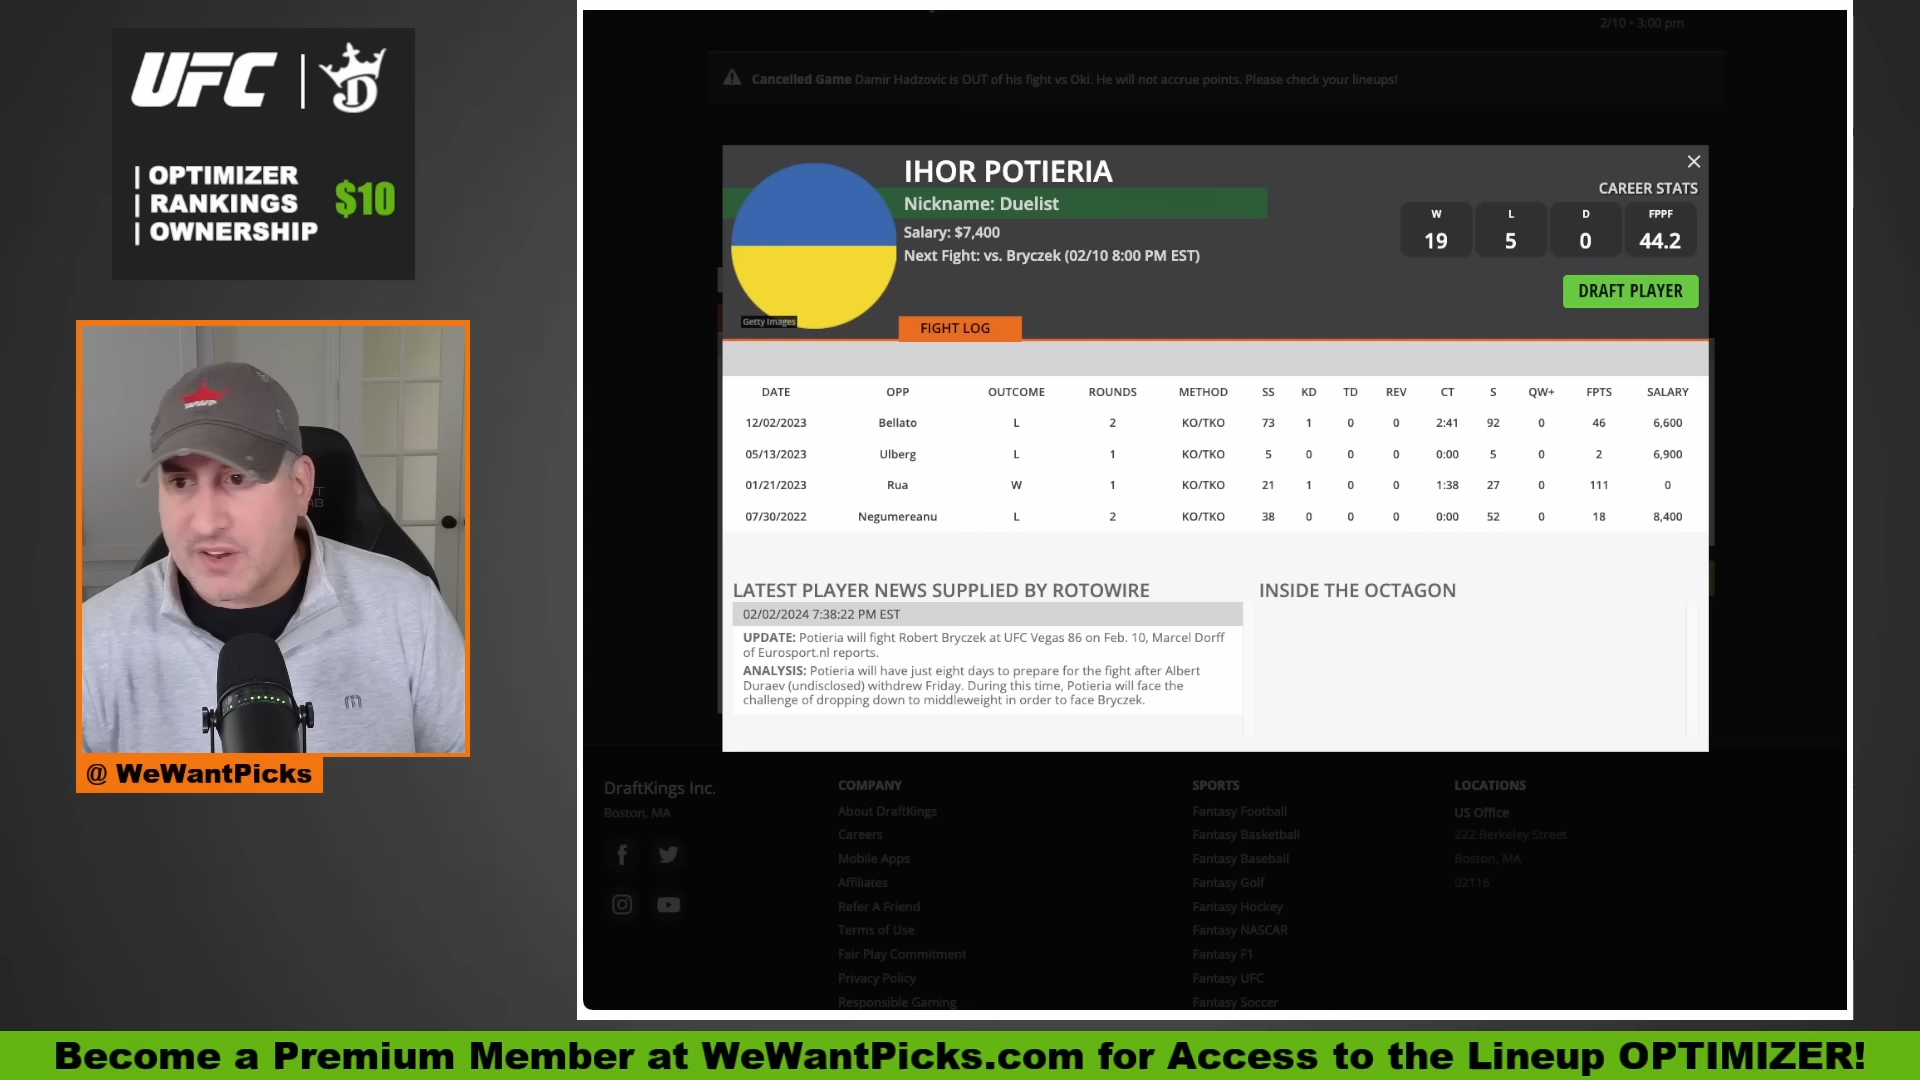 UFC
| OPTIMIZER
| RANKINGS
| OWNERSHIP
$10
WWP
@ WeWantPicks
2/10 • 3:00 pm
Cancelled Game Damir Hadzovic is OUT of his fight vs Oki. He will not accrue points. Please check your lineups!
IHOR POTIERIA
Nickname: Duelist
Salary: $7,400
Next Fight: vs. Bryczek (02/10 8:00 PM EST)
Getty Images
CAREER STATS
W L D FPPF
19 5 0 44.2
DRAFT PLAYER
FIGHT LOG
DATE OPP OUTCOME ROUNDS METHOD SS KD TD REV CT S QW+ FPTS SALARY
12/02/2023 Bellato L 2 KO/TKO 73 1 0 0 2:41 92 0 46 6,600
05/13/2023 Ulberg L 1 KO/TKO 5 0 0 0 0:00 5 0 2 6,900
01/21/2023 Rua W 1 KO/TKO 21 1 0 0 1:38 27 0 111 0
07/30/2022 Negumereanu L 2 KO/TKO 38 0 0 0 0:00 52 0 18 8,400
LATEST PLAYER NEWS SUPPLIED BY ROTOWIRE
02/02/2024 7:38:22 PM EST
UPDATE: Potieria will fight Robert Bryczek at UFC Vegas 86 on Feb. 10, Marcel Dorff
of Eurosport.nl reports.
ANALYSIS: Potieria will have just eight days to prepare for the fight after Albert
Duraev (undisclosed) withdrew Friday. During this time, Potieria will face the
challenge of dropping down to middleweight in order to face Bryczek.
INSIDE THE OCTAGON
DraftKings Inc.
Boston, MA
COMPANY
About DraftKings
Careers
Mobile Apps
Affiliates
Refer A Friend
Terms of Use
Fair Play Commitment
Privacy Policy
Responsible Gaming
SPORTS
Fantasy Football
Fantasy Basketball
Fantasy Baseball
Fantasy Golf
Fantasy Hockey
Fantasy NASCAR
Fantasy F1
Fantasy UFC
Fantasy Soccer
LOCATIONS
US Office
222 Berkeley Street
Boston, MA
02116
Become a Premium Member at WeWantPicks.com for Access to the Lineup OPTIMIZER!